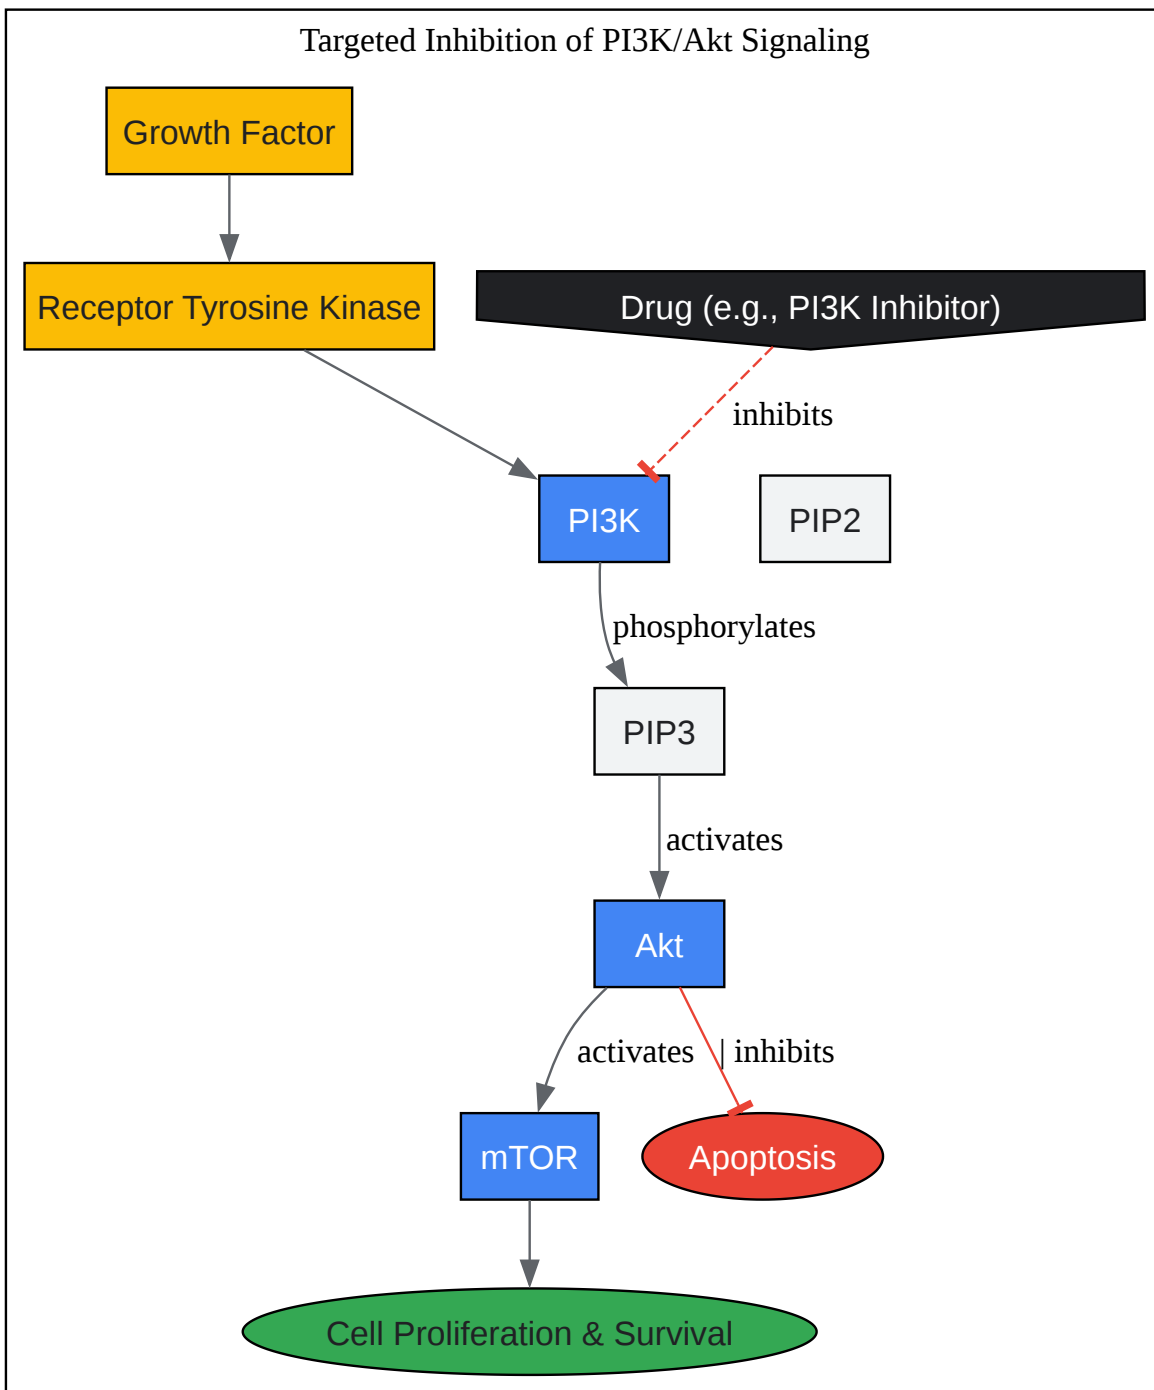 Targeted Inhibition of PI3K/Akt Signaling
Growth Factor
Receptor Tyrosine Kinase
Drug (e.g., PI3K Inhibitor)
inhibits
PI3K
PIP2
phosphorylates
PIP3
activates
Akt
activates
| inhibits
mTOR
Apoptosis
Cell Proliferation & Survival